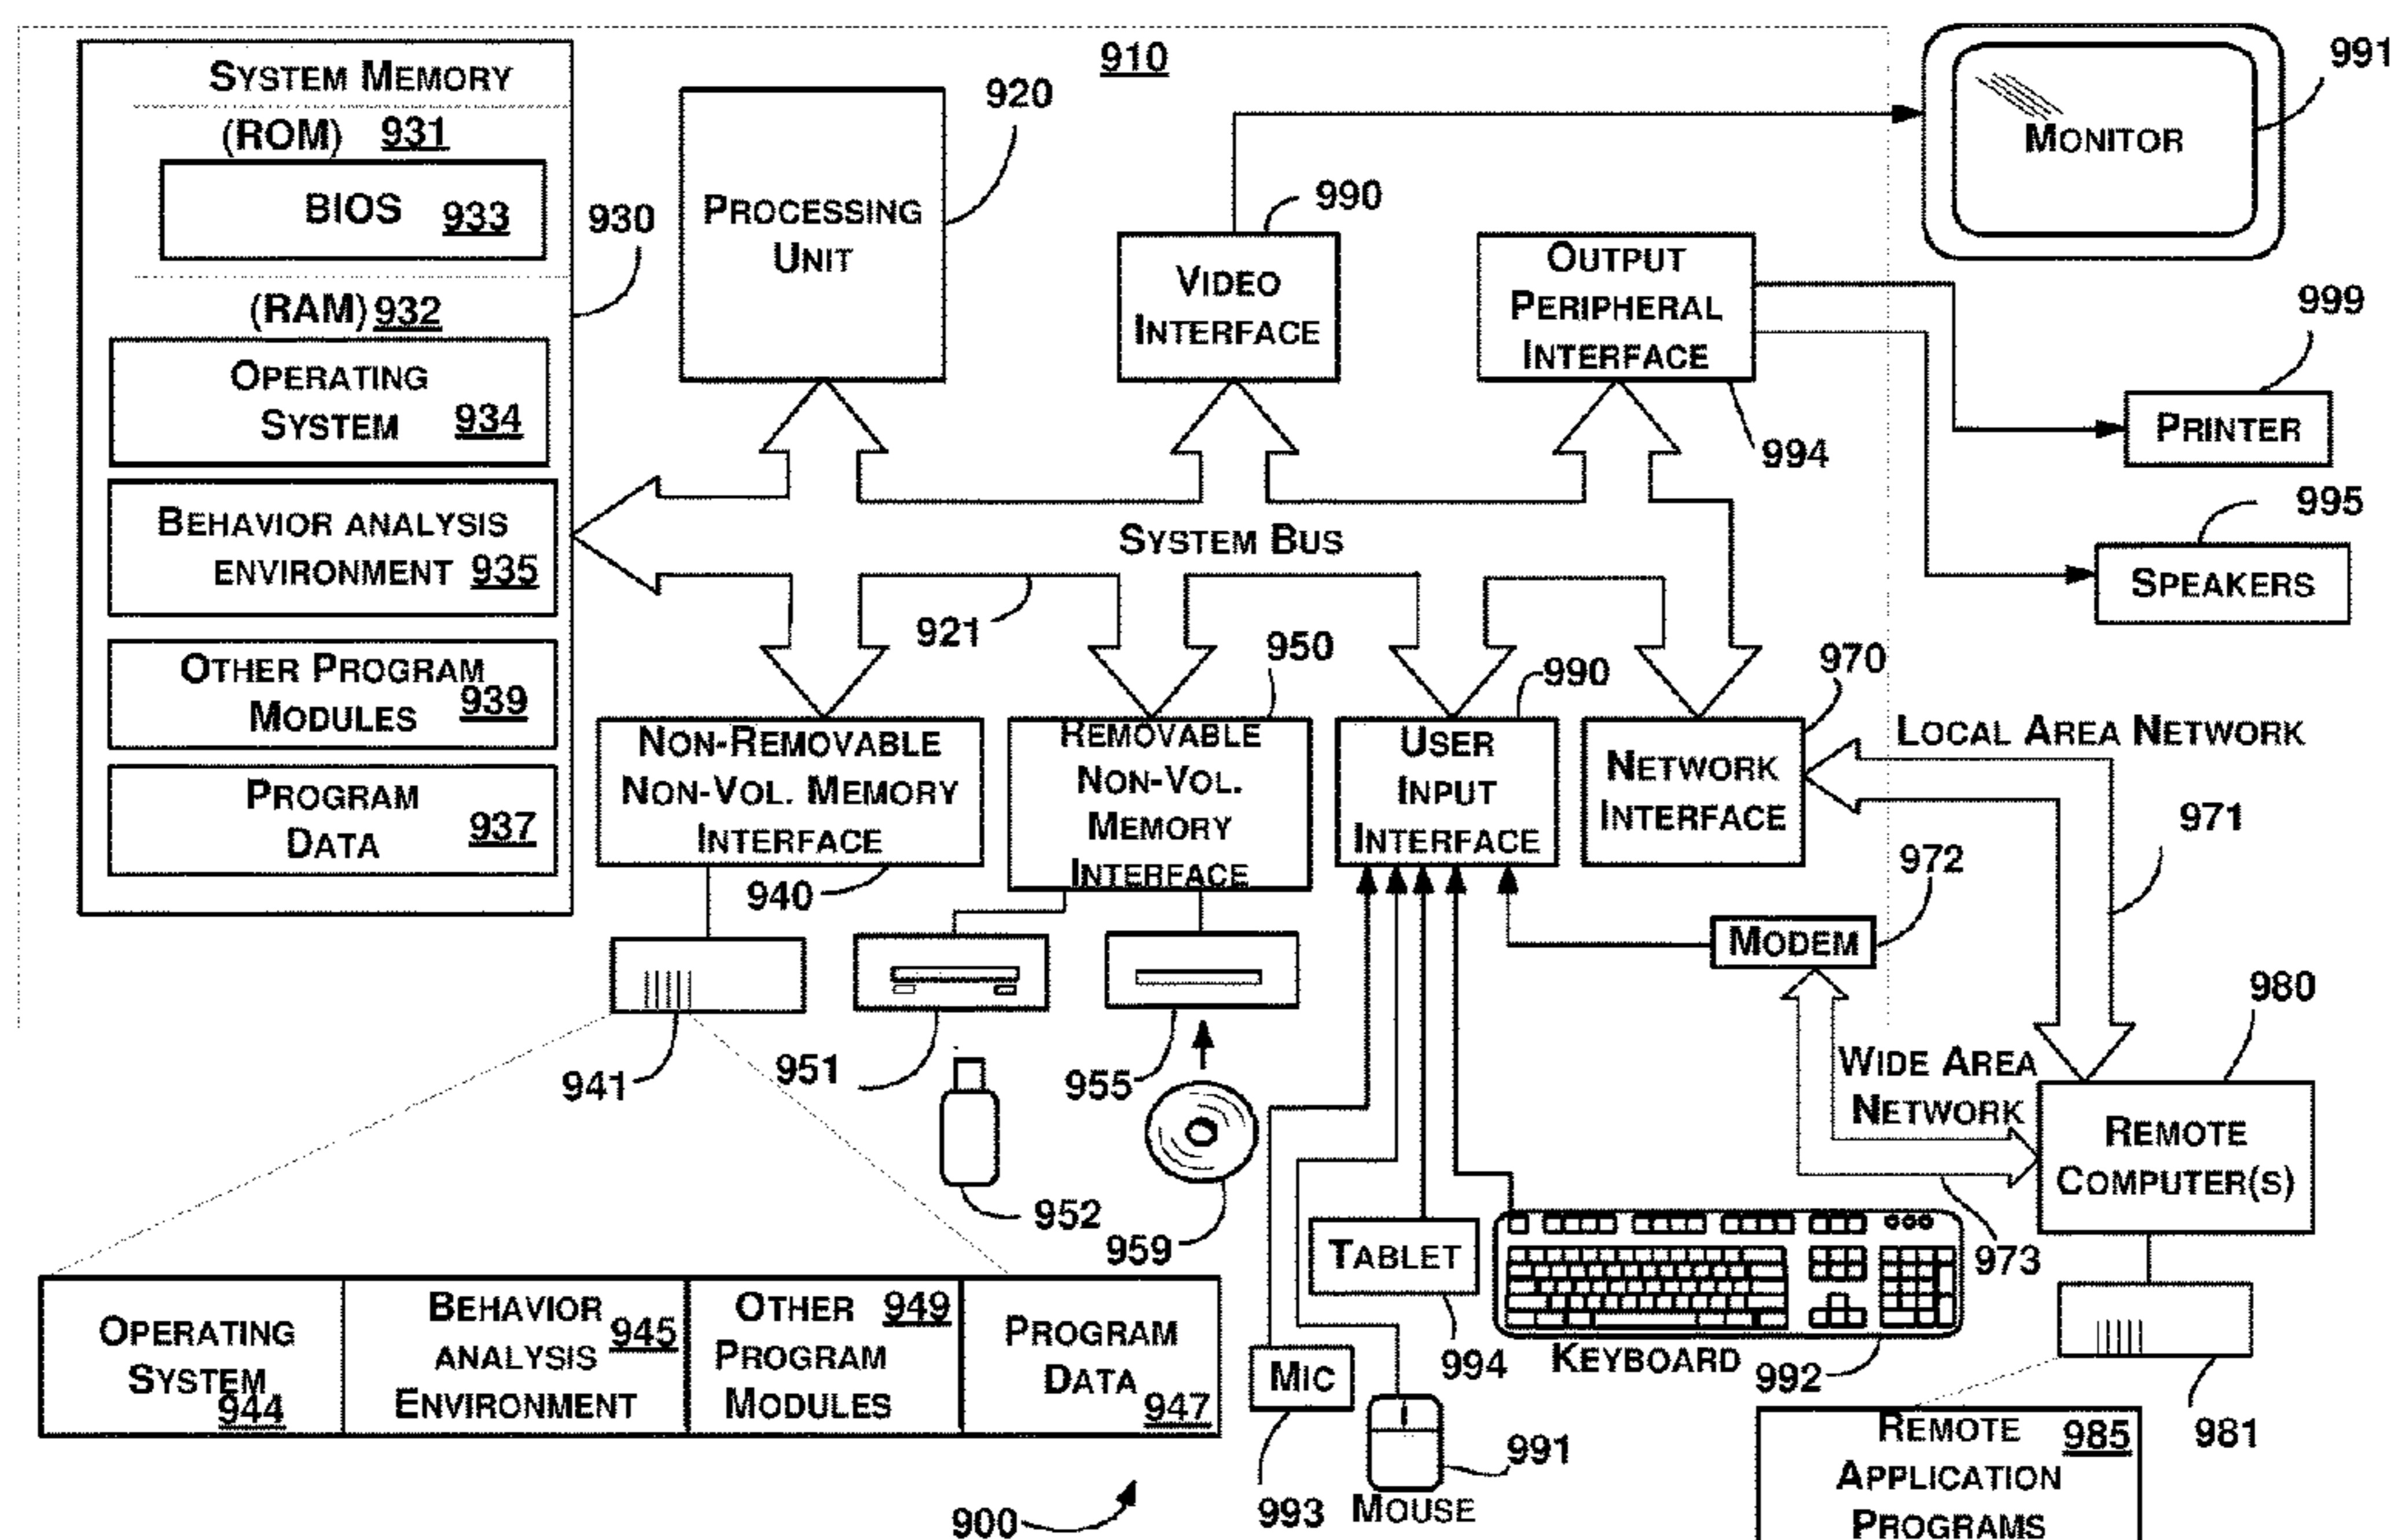 910
SYSTEM MEMORY
(ROM) 931
BIOS 933
930
(RAM) 932
OPERATING
SYSTEM 934
BEHAVIOR ANALYSIS
ENVIRONMENT 935
OTHER PROGRAM
MODULES 939
PROGRAM
DATA 937
PROCESSING
UNIT
920
VIDEO
INTERFACE
990
OUTPUT
PERIPHERAL
INTERFACE
994
MONITOR
991
999
PRINTER
995
SPEAKERS
SYSTEM BUS
921
NON-REMOVABLE
NON-VOL. MEMORY
INTERFACE
940
950
REMOVABLE
NON-VOL.
MEMORY
INTERFACE
990
USER
INPUT
INTERFACE
970
NETWORK
INTERFACE
LOCAL AREA NETWORK
971
972
MODEM
941
951
952
955
959
WIDE AREA
NETWORK
973
980
REMOTE
COMPUTER(S)
981
OPERATING
SYSTEM
944
BEHAVIOR
ANALYSIS 945
ENVIRONMENT
OTHER 949
PROGRAM
MODULES
PROGRAM
DATA
947
MIC
993
MOUSE
991
TABLET
994
KEYBOARD
992
REMOTE 985
APPLICATION
PROGRAMS
900